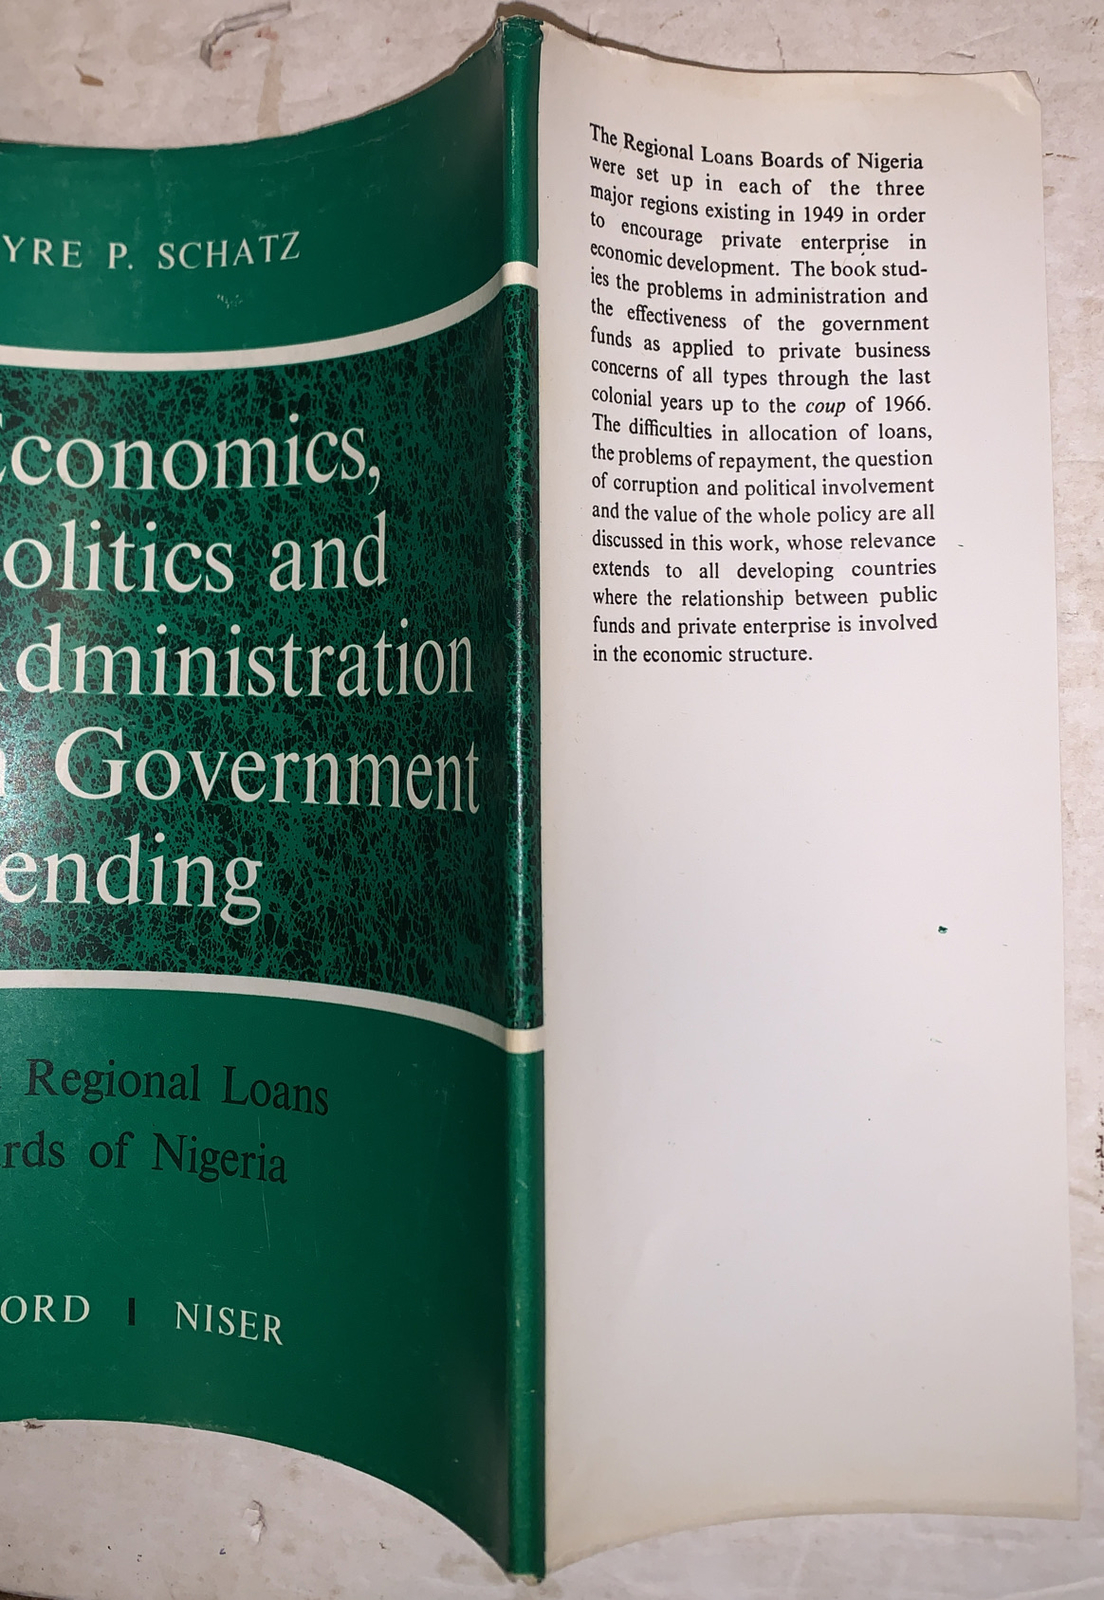 YRE P. SCHATZ
Economics,
olitics and
dministration
Government
ending
Regional Loans
rds of Nigeria
ORD | NISER
The Regional Loans Boards of Nigeria
were set up in each of the three
major regions existing in 1949 in order
to encourage private enterprise in
economic development. The book stud-
ies the problems in administration and
the effectiveness of the government
funds as applied to private business
concerns of all types through the last
colonial years up to the coup of 1966.
The difficulties in allocation of loans,
the problems of repayment, the question
of corruption and political involvement
and the value of the whole policy are all
discussed in this work, whose relevance
extends to all developing countries
where the relationship between public
funds and private enterprise is involved
in the economic structure.